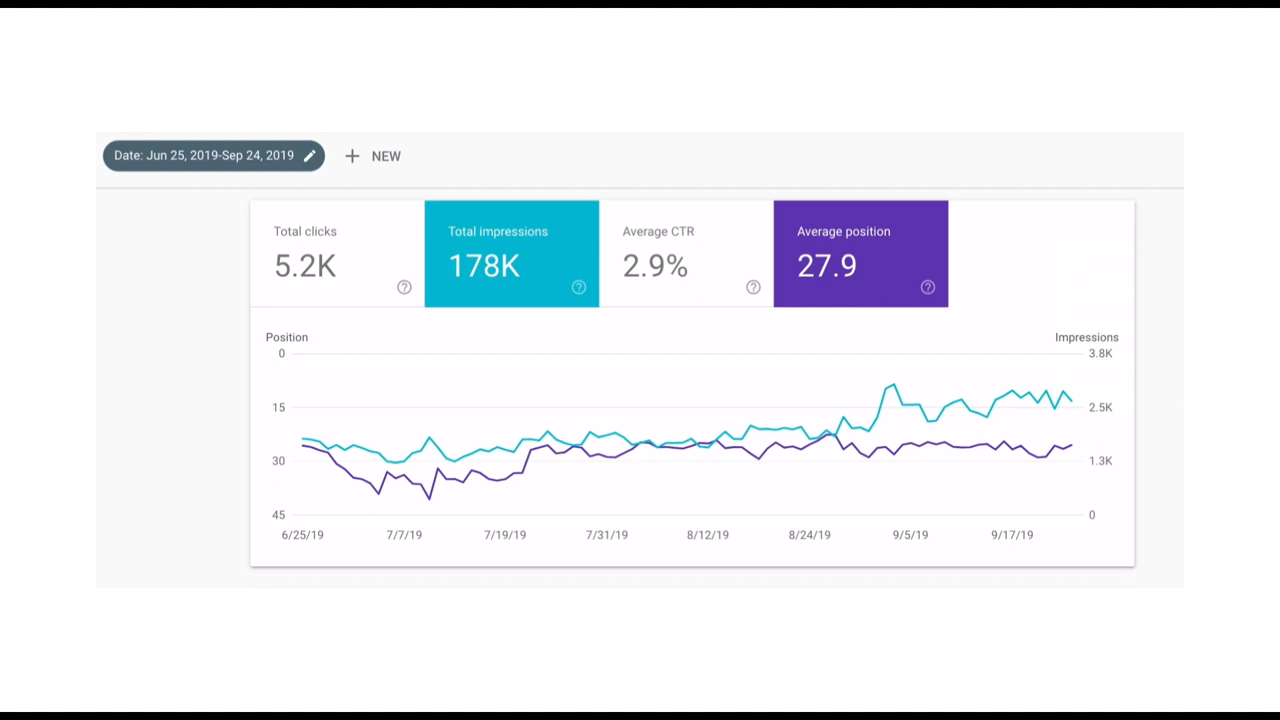 Date: Jun 25, 2019-Sep 24, 2019
+ NEW
Total clicks
5.2K
Total impressions
178K
Average CTR
2.9%
Average position
27.9
Position
Impressions
0
3.8K
15
2.5K
30
1.3K
45
0
6/25/19
7/7/19
7/19/19
7/31/19
8/12/19
8/24/19
9/5/19
9/17/19